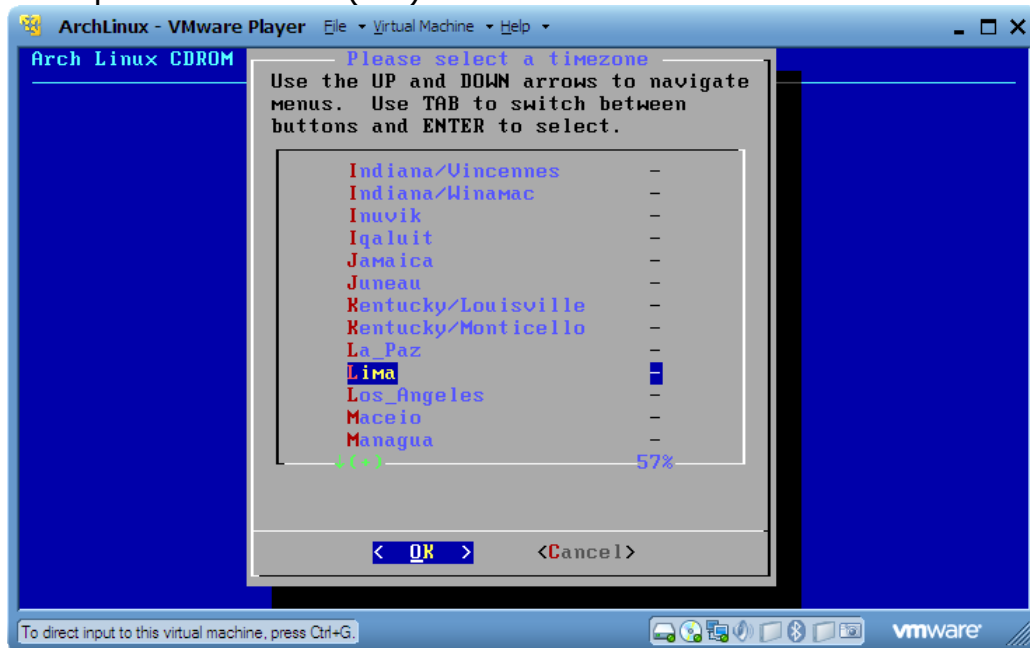 ArchLinux - VMware Player File Virtual Machine Help
Arch Linux CDROM
Please select a timezone
Use the UP and DOWN arrows to navigate
menus. Use TAB to switch between
buttons and ENTER to select.
Indiana/Vincennes -
Indiana/Winamac -
Inuvik -
Iqaluit -
Jamaica -
Juneau -
Kentucky/Louisville -
Kentucky/Monticello -
La_Paz -
Lima -
Los_Angeles -
Maceio -
Managua -
↓(+) 57%
< OK > <Cancel>
To direct input to this virtual machine, press Ctrl+G.
vmware